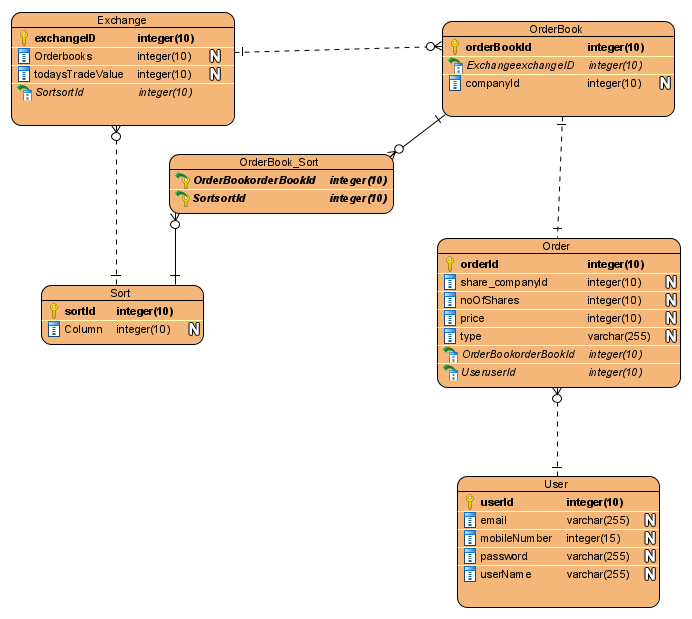 Exchange
exchangeID integer(10)
Orderbooks integer(10) N
todaysTradeValue integer(10) N
SortsortId integer(10)
OrderBook
orderBookId integer(10)
ExchangeexchangeID integer(10)
companyId integer(10) N
OrderBook_Sort
OrderBookorderBookId integer(10)
SortsortId integer(10)
Sort
sortId integer(10)
Column integer(10) N
Order
orderId integer(10)
share_companyId integer(10) N
noOfShares integer(10) N
price integer(10) N
type varchar(255) N
OrderBookorderBookId integer(10)
UseruserId integer(10)
User
userId integer(10)
email varchar(255) N
mobileNumber integer(15) N
password varchar(255) N
userName varchar(255) N